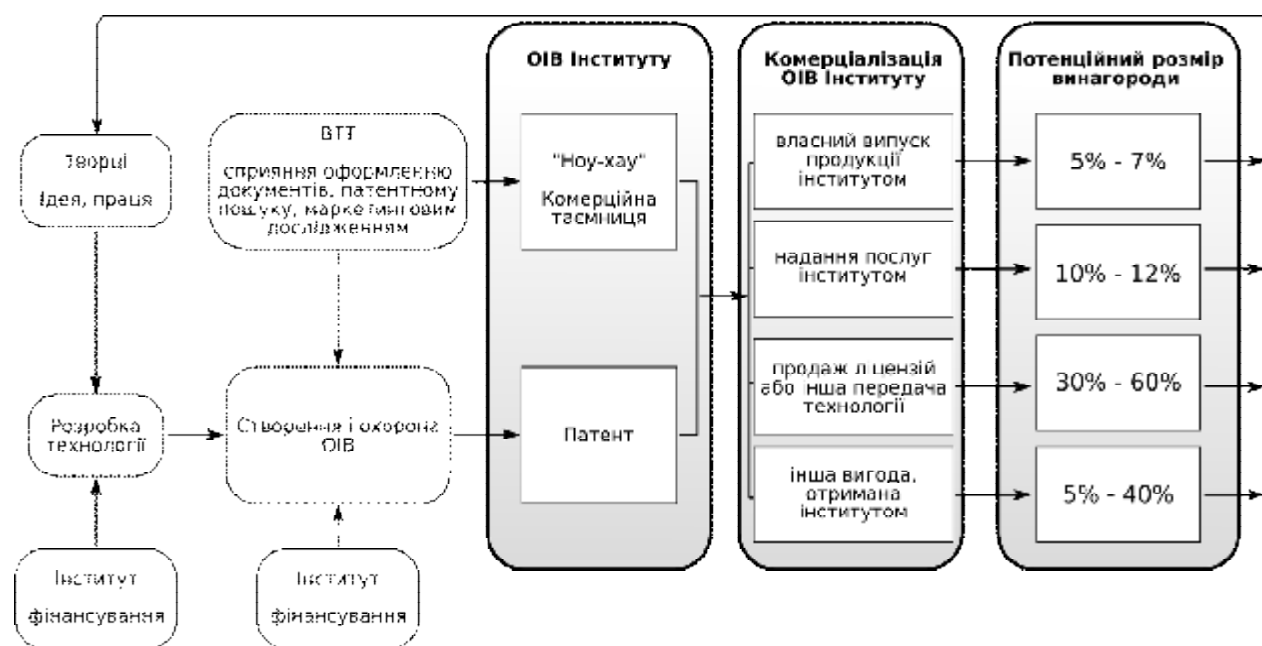 ОІВ Інституту
Комерціалізація
ОІВ Інституту
Потенційний розмір
винагороди
Творці
Ідея, праця
ВТТ
сприяння оформленню
документів, патентному
пошуку, маркетинговим
дослідженням
"Ноу-хау"
Комерційна
таємниця
власний випуск
продукції
інститутом
5% - 7%
надання послуг
інститутом
10% - 12%
Розробка
технології
Створення і охорона
ОІВ
Патент
продаж ліцензій
або інша передача
технології
30% - 60%
інша вигода,
отримана
інститутом
5% - 40%
Інститут
фінансування
Інститут
фінансування